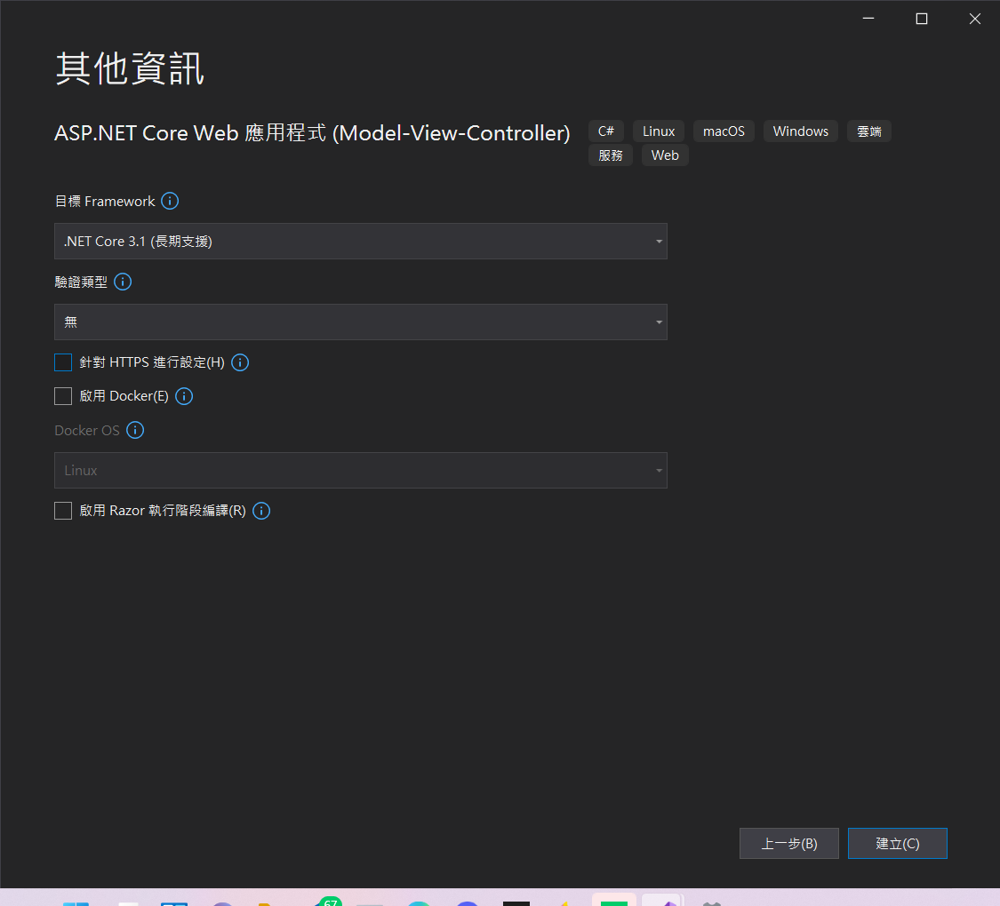 其他資訊
ASP.NET Core Web 應用程式 (Model-View-Controller)
C# Linux macOS Windows 雲端
服務 Web
目標 Framework
.NET Core 3.1 (長期支援)
驗證類型
無
針對 HTTPS 進行設定(H)
啟用 Docker(E)
Docker OS
Linux
啟用 Razor 執行階段編譯(R)
上一步(B) 建立(C)
67